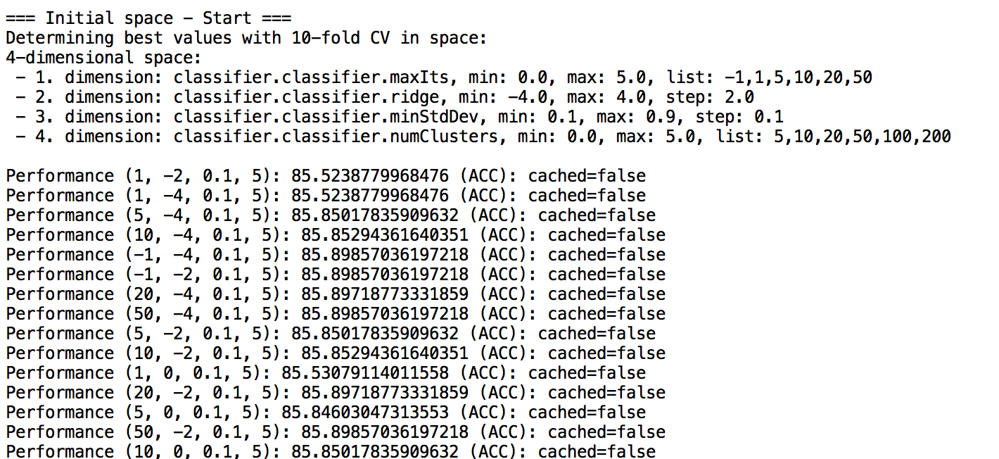 === Initial space - Start ===
Determining best values with 10-fold CV in space:
4-dimensional space:
- 1. dimension: classifier.classifier.maxIts, min: 0.0, max: 5.0, list: -1,1,5,10,20,50
- 2. dimension: classifier.classifier.ridge, min: -4.0, max: 4.0, step: 2.0
- 3. dimension: classifier.classifier.minStdDev, min: 0.1, max: 0.9, step: 0.1
- 4. dimension: classifier.classifier.numClusters, min: 0.0, max: 5.0, list: 5,10,20,50,100,200
Performance (1, -2, 0.1, 5): 85.5238779968476 (ACC): cached=false
Performance (1, -4, 0.1, 5): 85.5238779968476 (ACC): cached=false
Performance (5, -4, 0.1, 5): 85.85017835909632 (ACC): cached=false
Performance (10, -4, 0.1, 5): 85.85294361640351 (ACC): cached=false
Performance (-1, -4, 0.1, 5): 85.89857036197218 (ACC): cached=false
Performance (-1, -2, 0.1, 5): 85.89857036197218 (ACC): cached=false
Performance (20, -4, 0.1, 5): 85.89718773331859 (ACC): cached=false
Performance (50, -4, 0.1, 5): 85.89857036197218 (ACC): cached=false
Performance (5, -2, 0.1, 5): 85.85017835909632 (ACC): cached=false
Performance (10, -2, 0.1, 5): 85.85294361640351 (ACC): cached=false
Performance (1, 0, 0.1, 5): 85.53079114011558 (ACC): cached=false
Performance (20, -2, 0.1, 5): 85.89718773331859 (ACC): cached=false
Performance (5, 0, 0.1, 5): 85.84603047313553 (ACC): cached=false
Performance (50, -2, 0.1, 5): 85.89857036197218 (ACC): cached=false
Performance (10, 0, 0.1, 5): 85.85017835909632 (ACC): cached=false